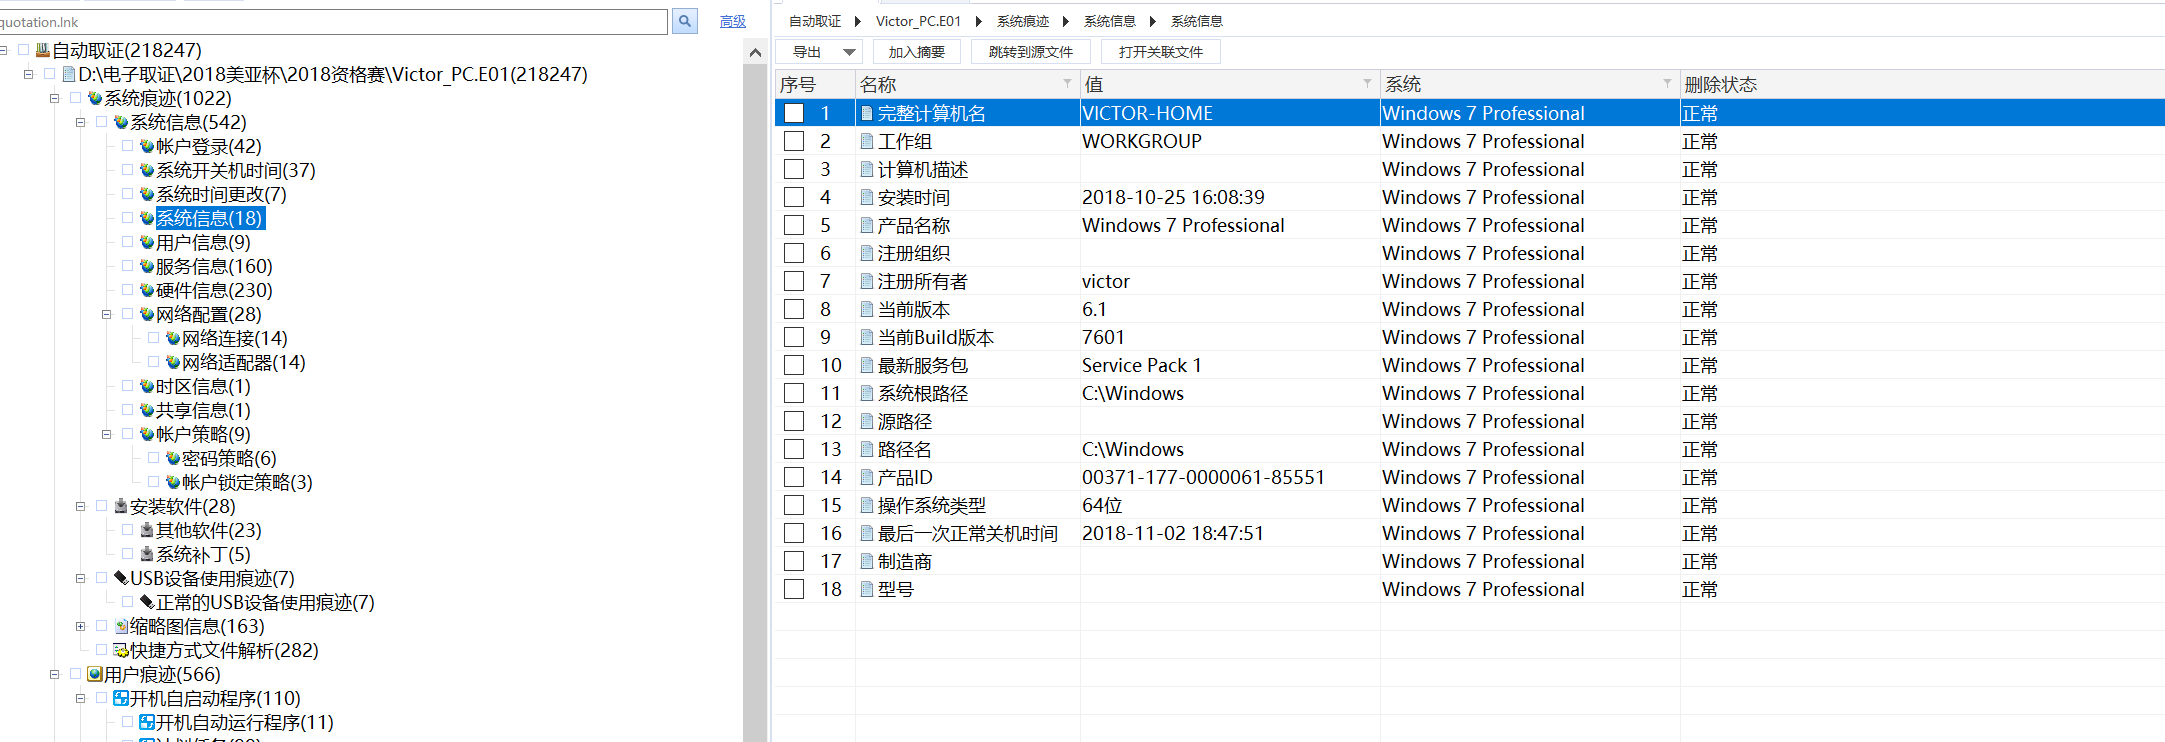 quotation.lnk
高级
自动取证(218247)
D:\电子取证\2018美亚杯\2018资格赛\Victor_PC.E01(218247)
系统痕迹(1022)
系统信息(542)
帐户登录(42)
系统开关机时间(37)
系统时间更改(7)
系统信息(18)
用户信息(9)
服务信息(160)
硬件信息(230)
网络配置(28)
网络连接(14)
网络适配器(14)
时区信息(1)
共享信息(1)
帐户策略(9)
密码策略(6)
帐户锁定策略(3)
安装软件(28)
其他软件(23)
系统补丁(5)
USB设备使用痕迹(7)
正常的USB设备使用痕迹(7)
缩略图信息(163)
快捷方式文件解析(282)
用户痕迹(566)
开机自启动程序(110)
开机自动运行程序(11)
自动取证 Victor_PC.E01 系统痕迹 系统信息 系统信息
导出 加入摘要 跳转到源文件 打开关联文件
序号 名称 值 系统 删除状态
1 完整计算机名 VICTOR-HOME Windows 7 Professional 正常
2 工作组 WORKGROUP Windows 7 Professional 正常
3 计算机描述 Windows 7 Professional 正常
4 安装时间 2018-10-25 16:08:39 Windows 7 Professional 正常
5 产品名称 Windows 7 Professional Windows 7 Professional 正常
6 注册组织 Windows 7 Professional 正常
7 注册所有者 victor Windows 7 Professional 正常
8 当前版本 6.1 Windows 7 Professional 正常
9 当前Build版本 7601 Windows 7 Professional 正常
10 最新服务包 Service Pack 1 Windows 7 Professional 正常
11 系统根路径 C:\Windows Windows 7 Professional 正常
12 源路径 Windows 7 Professional 正常
13 路径名 C:\Windows Windows 7 Professional 正常
14 产品ID 00371-177-0000061-85551 Windows 7 Professional 正常
15 操作系统类型 64位 Windows 7 Professional 正常
16 最后一次正常关机时间 2018-11-02 18:47:51 Windows 7 Professional 正常
17 制造商 Windows 7 Professional 正常
18 型号 Windows 7 Professional 正常